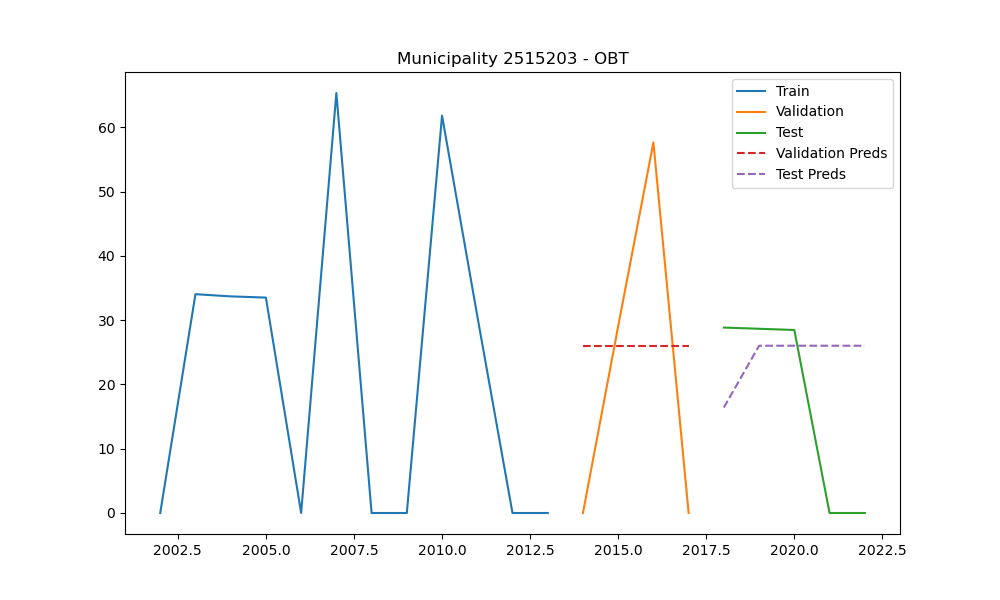 Municipality 2515203 - OBT
Train
Validation
Test
Validation Preds
Test Preds
60
50
40
30
20
10
0
2002.5 2005.0 2007.5 2010.0 2012.5 2015.0 2017.5 2020.0 2022.5